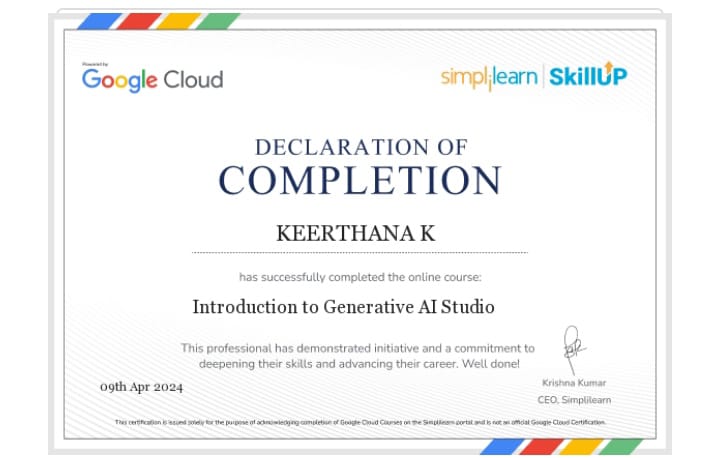 Powered by
Google Cloud
simplilearn | SkillUP
DECLARATION OF
COMPLETION
KEERTHANA K
has successfully completed the online course:
Introduction to Generative AI Studio
This professional has demonstrated initiative and a commitment to
deepening their skills and advancing their career. Well done!
09th Apr 2024
Krishna Kumar
CEO, Simplilearn
This certification is issued solely for the purpose of acknowledging completion of Google Cloud Courses on the Simplilearn portal and is not an official Google Cloud Certification.